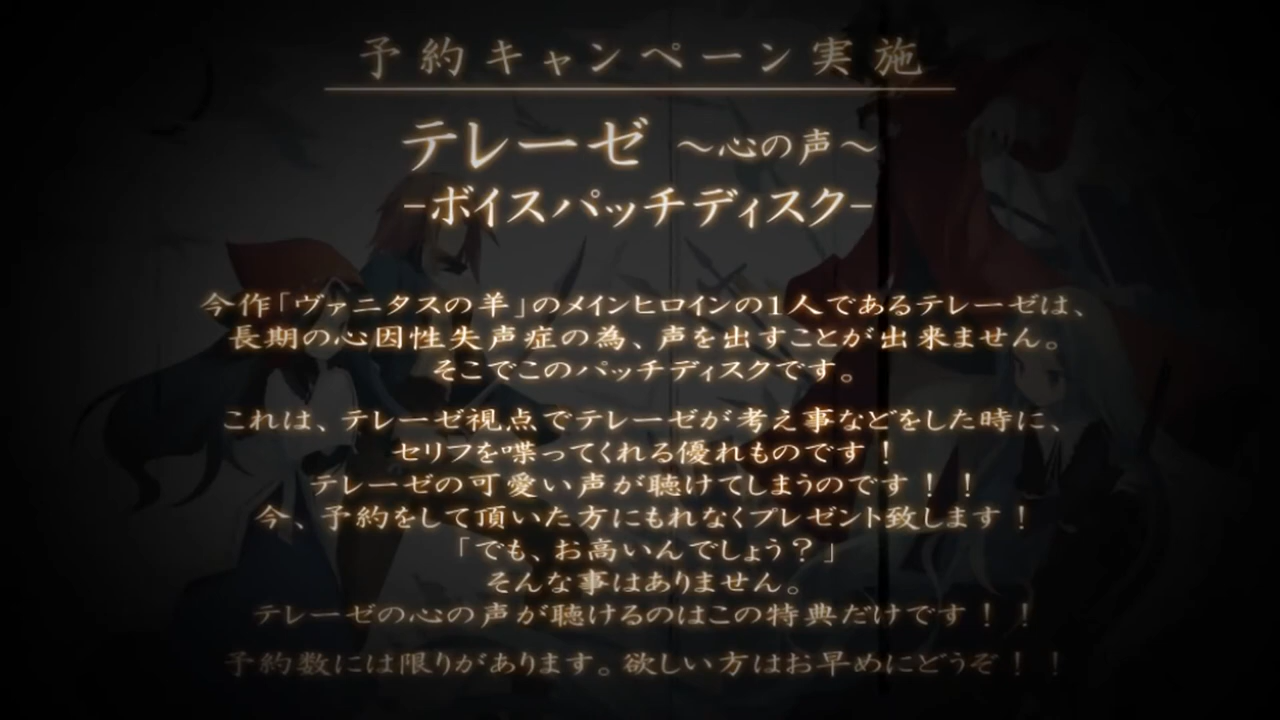 予約キャンペーン実施
テレーゼ ～心の声～
-ボイスパッチディスク-
今作「ヴァニタスの羊」のメインヒロインの1人であるテレーゼは、
長期の心因性失声症の為、声を出すことが出来ません。
そこでこのパッチディスクです。
これは、テレーゼ視点でテレーゼが考え事などをした時に、
セリフを喋ってくれる優れものです！
テレーゼの可愛い声が聴けてしまうのです！！
今、予約をして頂いた方にもれなくプレゼント致します！
「でも、お高いんでしょう？」
そんな事はありません。
テレーゼの心の声が聴けるのはこの特典だけです！！
予約数には限りがあります。欲しい方はお早めにどうぞ！！